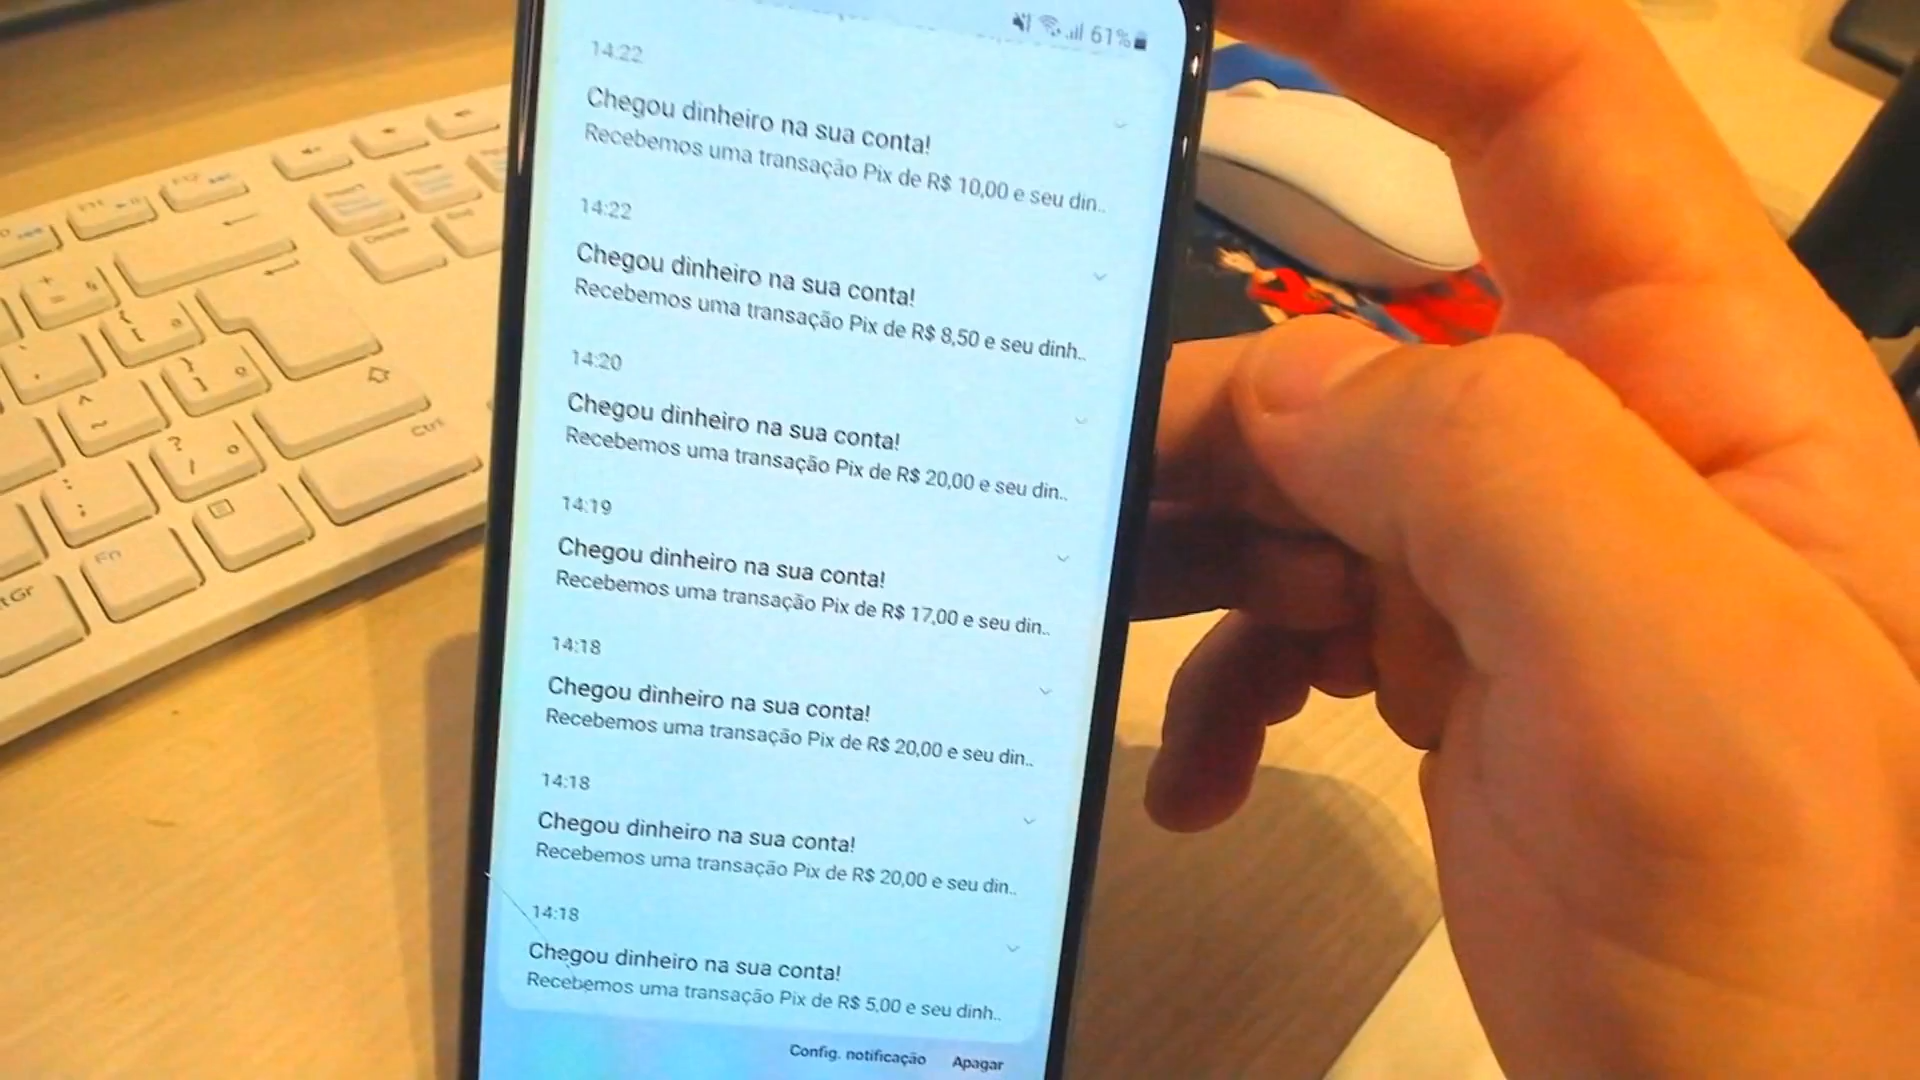 61%
14:22
Chegou dinheiro na sua conta!
Recebemos uma transação Pix de R$ 10,00 e seu din..
14:22
Chegou dinheiro na sua conta!
Recebemos uma transação Pix de R$ 8,50 e seu dinh..
14:20
Chegou dinheiro na sua conta!
Recebemos uma transação Pix de R$ 20,00 e seu din..
14:19
Chegou dinheiro na sua conta!
Recebemos uma transação Pix de R$ 17,00 e seu din..
14:18
Chegou dinheiro na sua conta!
Recebemos uma transação Pix de R$ 20,00 e seu din..
14:18
Chegou dinheiro na sua conta!
Recebemos uma transação Pix de R$ 20,00 e seu din..
14:18
Chegou dinheiro na sua conta!
Recebemos uma transação Pix de R$ 5,00 e seu dinh..
Config. notificação Apagar
Delete
Ctrl
Fn
tGr